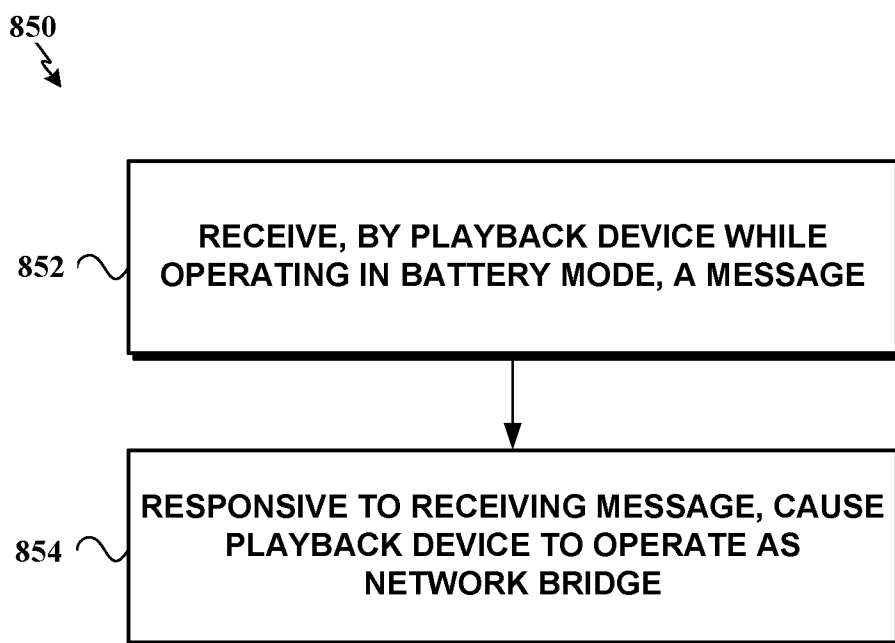 850
852
RECEIVE, BY PLAYBACK DEVICE WHILE
OPERATING IN BATTERY MODE, A MESSAGE
854
RESPONSIVE TO RECEIVING MESSAGE, CAUSE
PLAYBACK DEVICE TO OPERATE AS
NETWORK BRIDGE